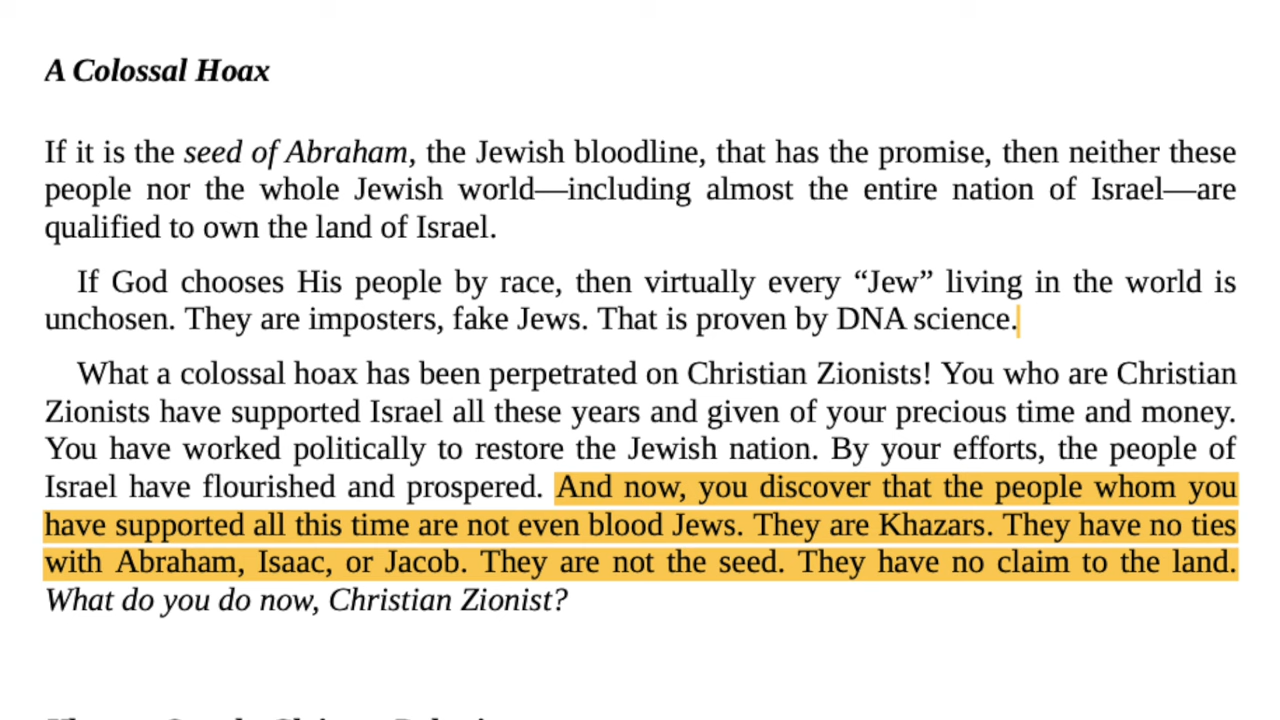 A Colossal Hoax
If it is the seed of Abraham, the Jewish bloodline, that has the promise, then neither these
people nor the whole Jewish world—including almost the entire nation of Israel—are
qualified to own the land of Israel.
If God chooses His people by race, then virtually every “Jew” living in the world is
unchosen. They are imposters, fake Jews. That is proven by DNA science.
What a colossal hoax has been perpetrated on Christian Zionists! You who are Christian
Zionists have supported Israel all these years and given of your precious time and money.
You have worked politically to restore the Jewish nation. By your efforts, the people of
Israel have flourished and prospered. And now, you discover that the people whom you
have supported all this time are not even blood Jews. They are Khazars. They have no ties
with Abraham, Isaac, or Jacob. They are not the seed. They have no claim to the land.
What do you do now, Christian Zionist?